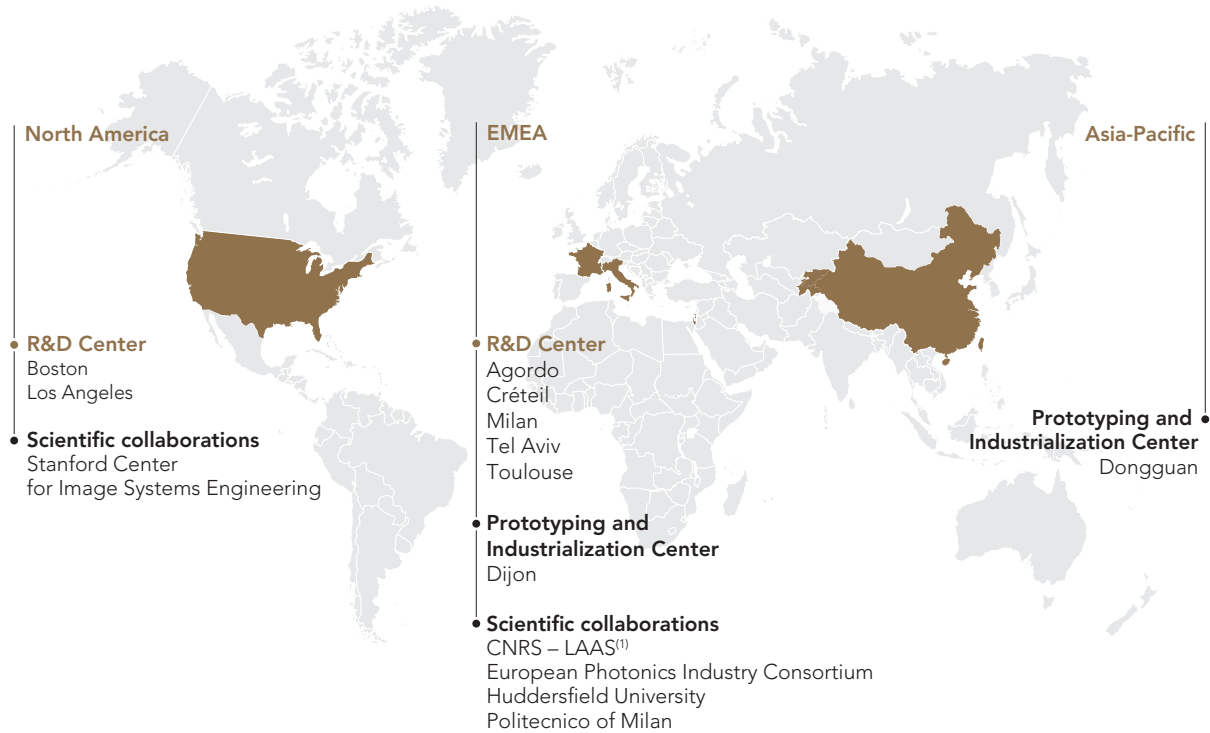 North America
R&D Center
Boston
Los Angeles
Scientific collaborations
Stanford Center
for Image Systems Engineering
EMEA
R&D Center
Agordo
Créteil
Milan
Tel Aviv
Toulouse
Prototyping and
Industrialization Center
Dijon
Scientific collaborations
CNRS – LAAS(1)
European Photonics Industry Consortium
Huddersfield University
Politecnico of Milan
Asia-Pacific
Prototyping and
Industrialization Center
Dongguan